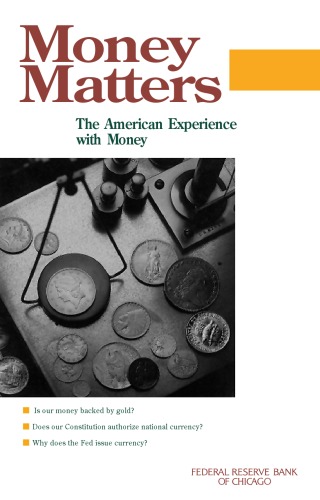 Money
Matters
The American Experience
with Money
Is our money backed by gold?
Does our Constitution authorize national currency?
Why does the Fed issue currency?
FEDERAL RESERVE BANK
OF CHICAGO